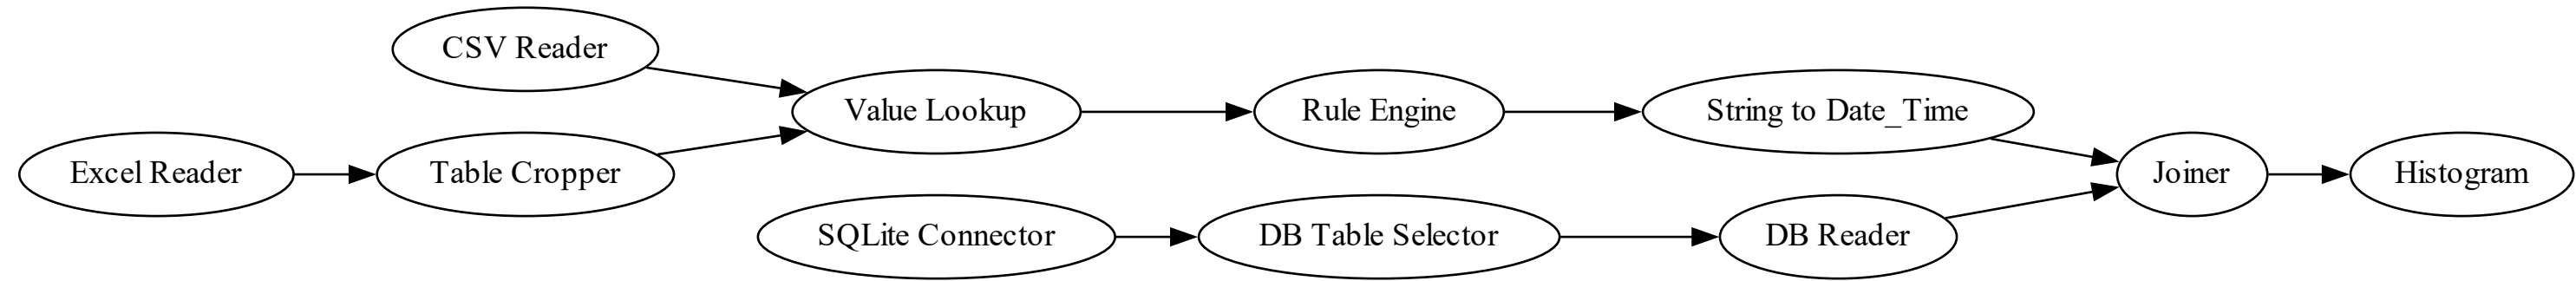 CSV Reader
Value Lookup
Rule Engine
String to Date_Time
Excel Reader
Table Cropper
Joiner
Histogram
SQLite Connector
DB Table Selector
DB Reader